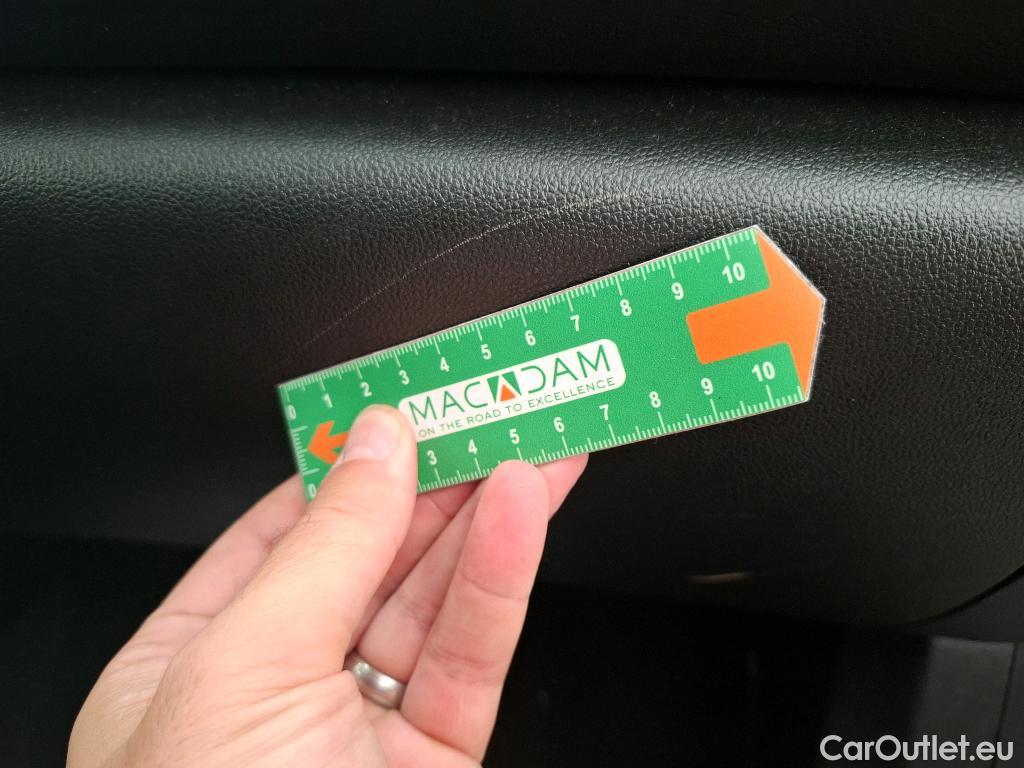 0 1 2 3 4 5 6 7 8 9 10
MACADAM
ON THE ROAD TO EXCELLENCE
0 3 4 5 6 7 8 9 10
CarOutlet.eu